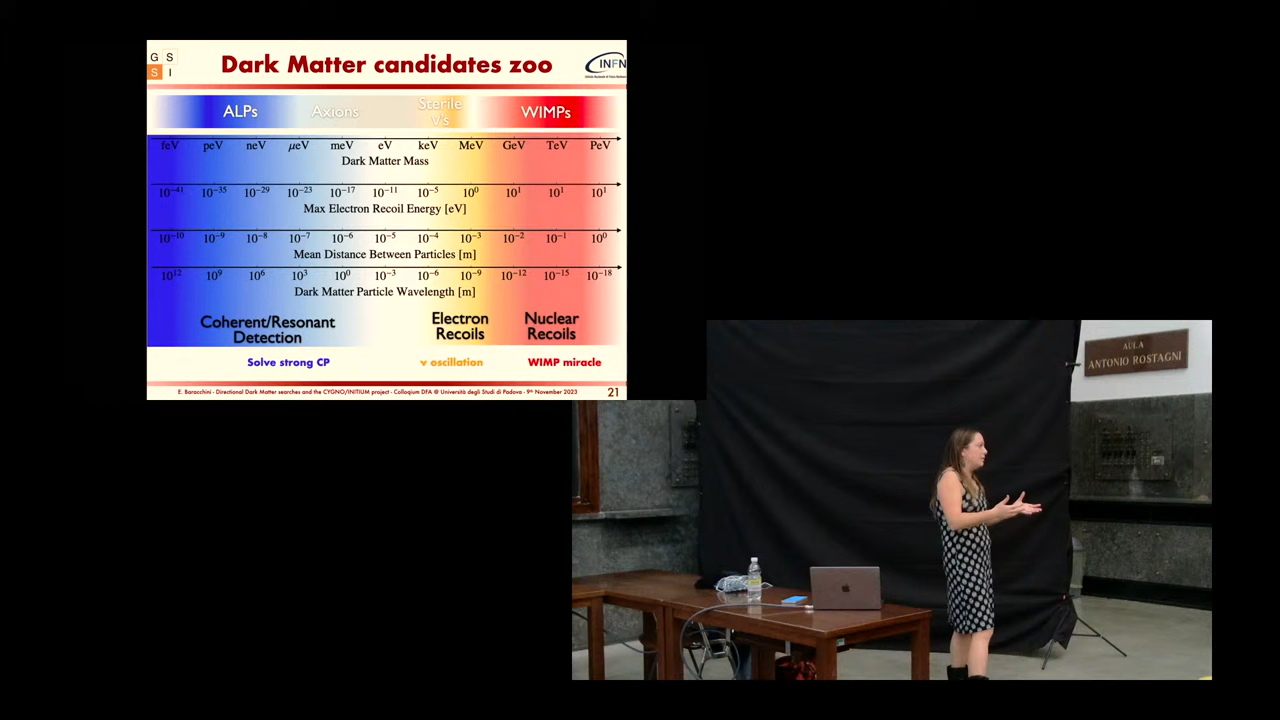 G S
S I
Dark Matter candidates zoo
INFN
ALPs Axions Sterile ν's WIMPs
feV peV neV μeV meV eV keV MeV GeV TeV PeV
Dark Matter Mass
10⁻⁴¹ 10⁻³⁵ 10⁻²⁹ 10⁻²³ 10⁻¹⁷ 10⁻¹¹ 10⁻⁵ 10⁰ 10¹ 10¹ 10¹
Max Electron Recoil Energy [eV]
10⁻¹⁰ 10⁻⁹ 10⁻⁸ 10⁻⁷ 10⁻⁶ 10⁻⁵ 10⁻⁴ 10⁻³ 10⁻² 10⁻¹ 10⁰
Mean Distance Between Particles [m]
10¹² 10⁹ 10⁶ 10³ 10⁰ 10⁻³ 10⁻⁶ 10⁻⁹ 10⁻¹² 10⁻¹⁵ 10⁻¹⁸
Dark Matter Particle Wavelength [m]
Coherent/Resonant
Detection
Electron
Recoils
Nuclear
Recoils
Solve strong CP ν oscillation WIMP miracle
E. Baracchini - Directional Dark Matter searches and the CYGNO/INITIUM project - Colloqium DFA @ Università degli Studi di Padova - 9th November 2023
21
AULA
ANTONIO ROSTAGNI